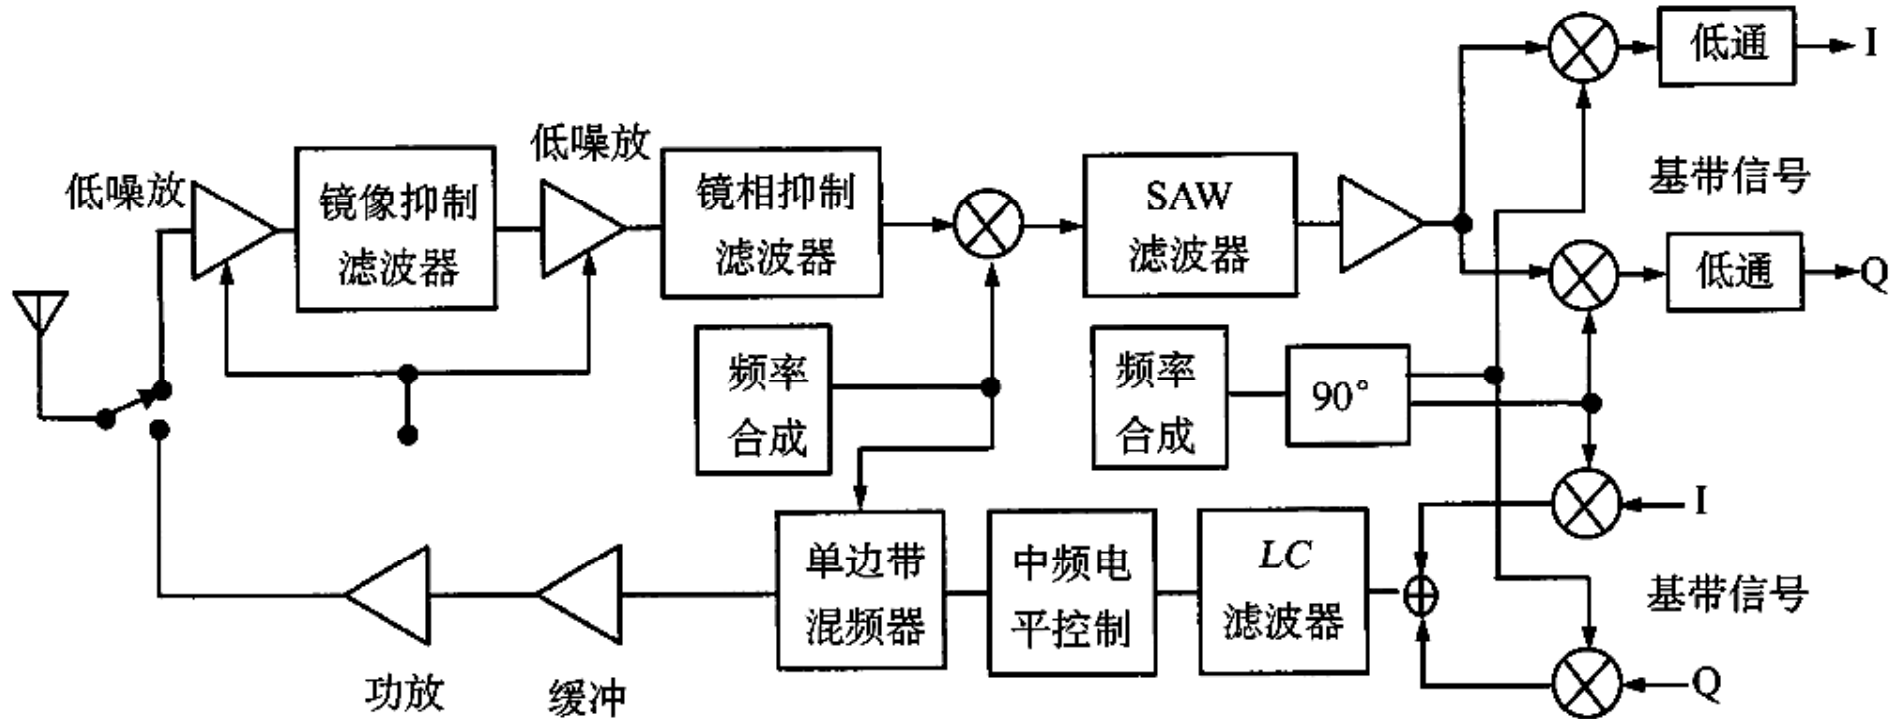 低通
I
低噪放
低噪放
镜像抑制
滤波器
镜相抑制
滤波器
SAW
滤波器
基带信号
低通
Q
频率
合成
频率
合成
90°
I
单边带
混频器
中频电
平控制
LC
滤波器
基带信号
功放
缓冲
Q